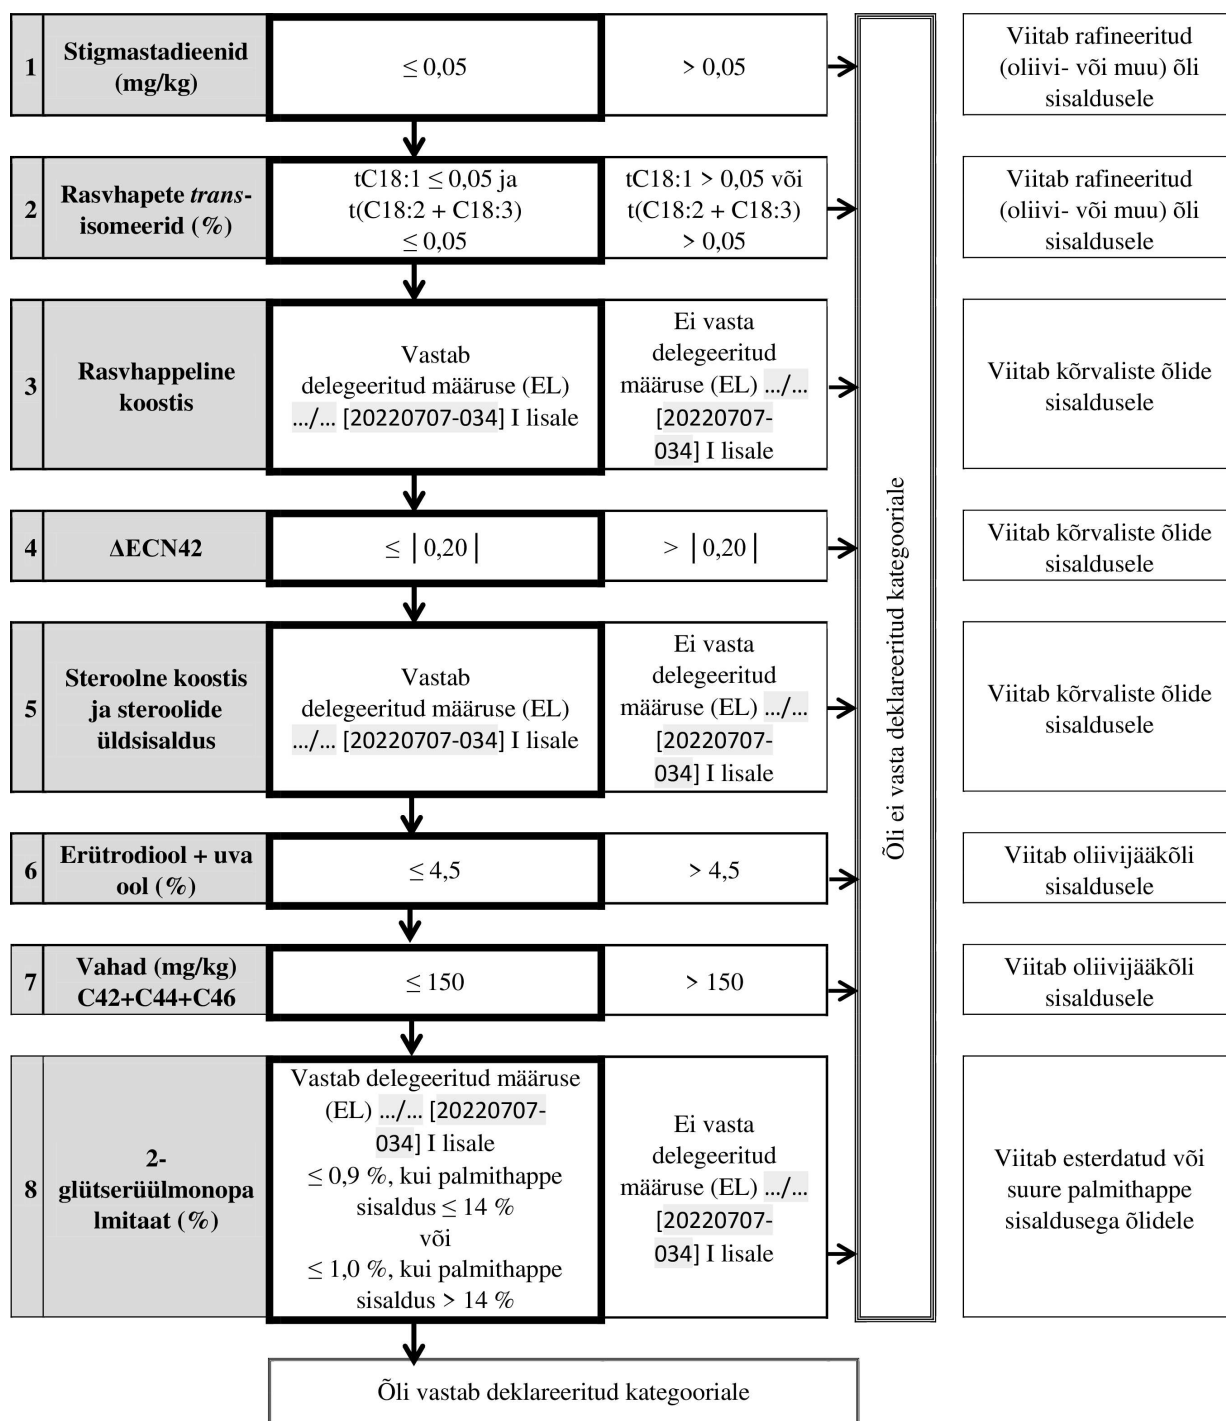 1
Stigmastadieenid
(mg/kg)
≤ 0,05
> 0,05
Viitab rafineeritud
(oliivi- või muu) õli
sisaldusele
2
Rasvhapete trans-
isomeerid (%)
tC18:1 ≤ 0,05 ja
t(C18:2 + C18:3)
≤ 0,05
tC18:1 > 0,05 või
t(C18:2 + C18:3)
> 0,05
Viitab rafineeritud
(oliivi- või muu) õli
sisaldusele
3
Rasvhappeline
koostis
Vastab
delegeeritud määruse (EL)
.../... [20220707-034] I lisale
Ei vasta
delegeeritud
määruse (EL) .../...
[20220707-
034] I lisale
Viitab kõrvaliste õlide
sisaldusele
4
ΔECN42
≤ | 0,20 |
> | 0,20 |
Viitab kõrvaliste õlide
sisaldusele
5
Steroolne koostis
ja steroolide
üldsisaldus
Vastab
delegeeritud määruse (EL)
.../... [20220707-034] I lisale
Ei vasta
delegeeritud
määruse (EL) .../...
[20220707-
034] I lisale
Viitab kõrvaliste õlide
sisaldusele
6
Erütrodiool + uva
ool (%)
≤ 4,5
> 4,5
Viitab oliivijääkõli
sisaldusele
7
Vahad (mg/kg)
C42+C44+C46
≤ 150
> 150
Viitab oliivijääkõli
sisaldusele
8
2-
glütserüülmonopa
lmitaat (%)
Vastab delegeeritud määruse
(EL) .../... [20220707-
034] I lisale
≤ 0,9 %, kui palmithappe
sisaldus ≤ 14 %
või
≤ 1,0 %, kui palmithappe
sisaldus > 14 %
Ei vasta
delegeeritud
määruse (EL) .../...
[20220707-
034] I lisale
Viitab esterdatud või
suure palmithappe
sisaldusega õlidele
Õli ei vasta deklareeritud kategooriale
Õli vastab deklareeritud kategooriale